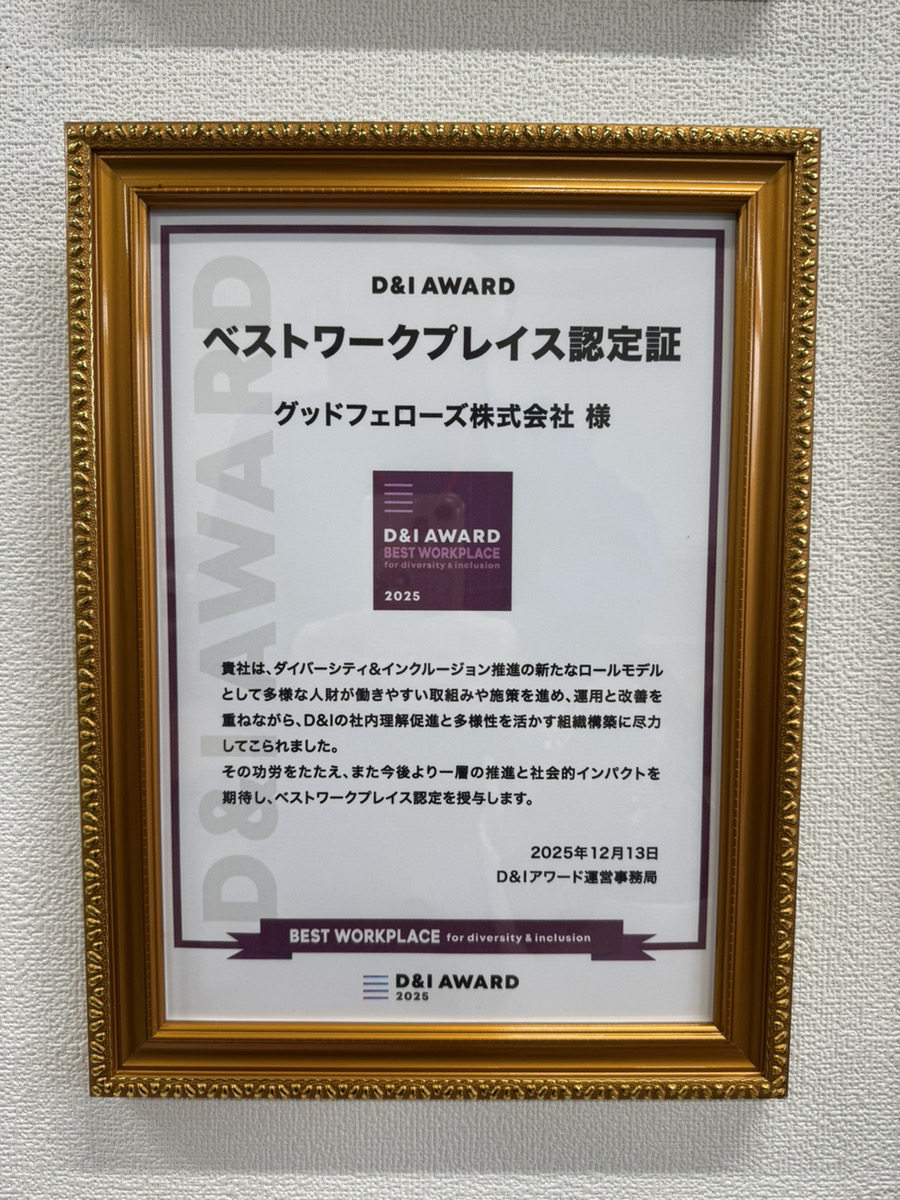 D&I AWARD
D&I AWARD
ベストワークプレイス認定証
グッドフェローズ株式会社 様
D&I AWARD
BEST WORKPLACE
for diversity & inclusion
2025
貴社は、ダイバーシティ&インクルージョン推進の新たなロールモデル
として多様な人財が働きやすい取組みや施策を進め、運用と改善を
重ねながら、D&Iの社内理解促進と多様性を活かす組織構築に尽力
してこられました。
その功労をたたえ、また今後より一層の推進と社会的インパクトを
期待し、ベストワークプレイス認定を授与します。
2025年12月13日
D&Iアワード運営事務局
BEST WORKPLACE for diversity & inclusion
D&I AWARD
2025